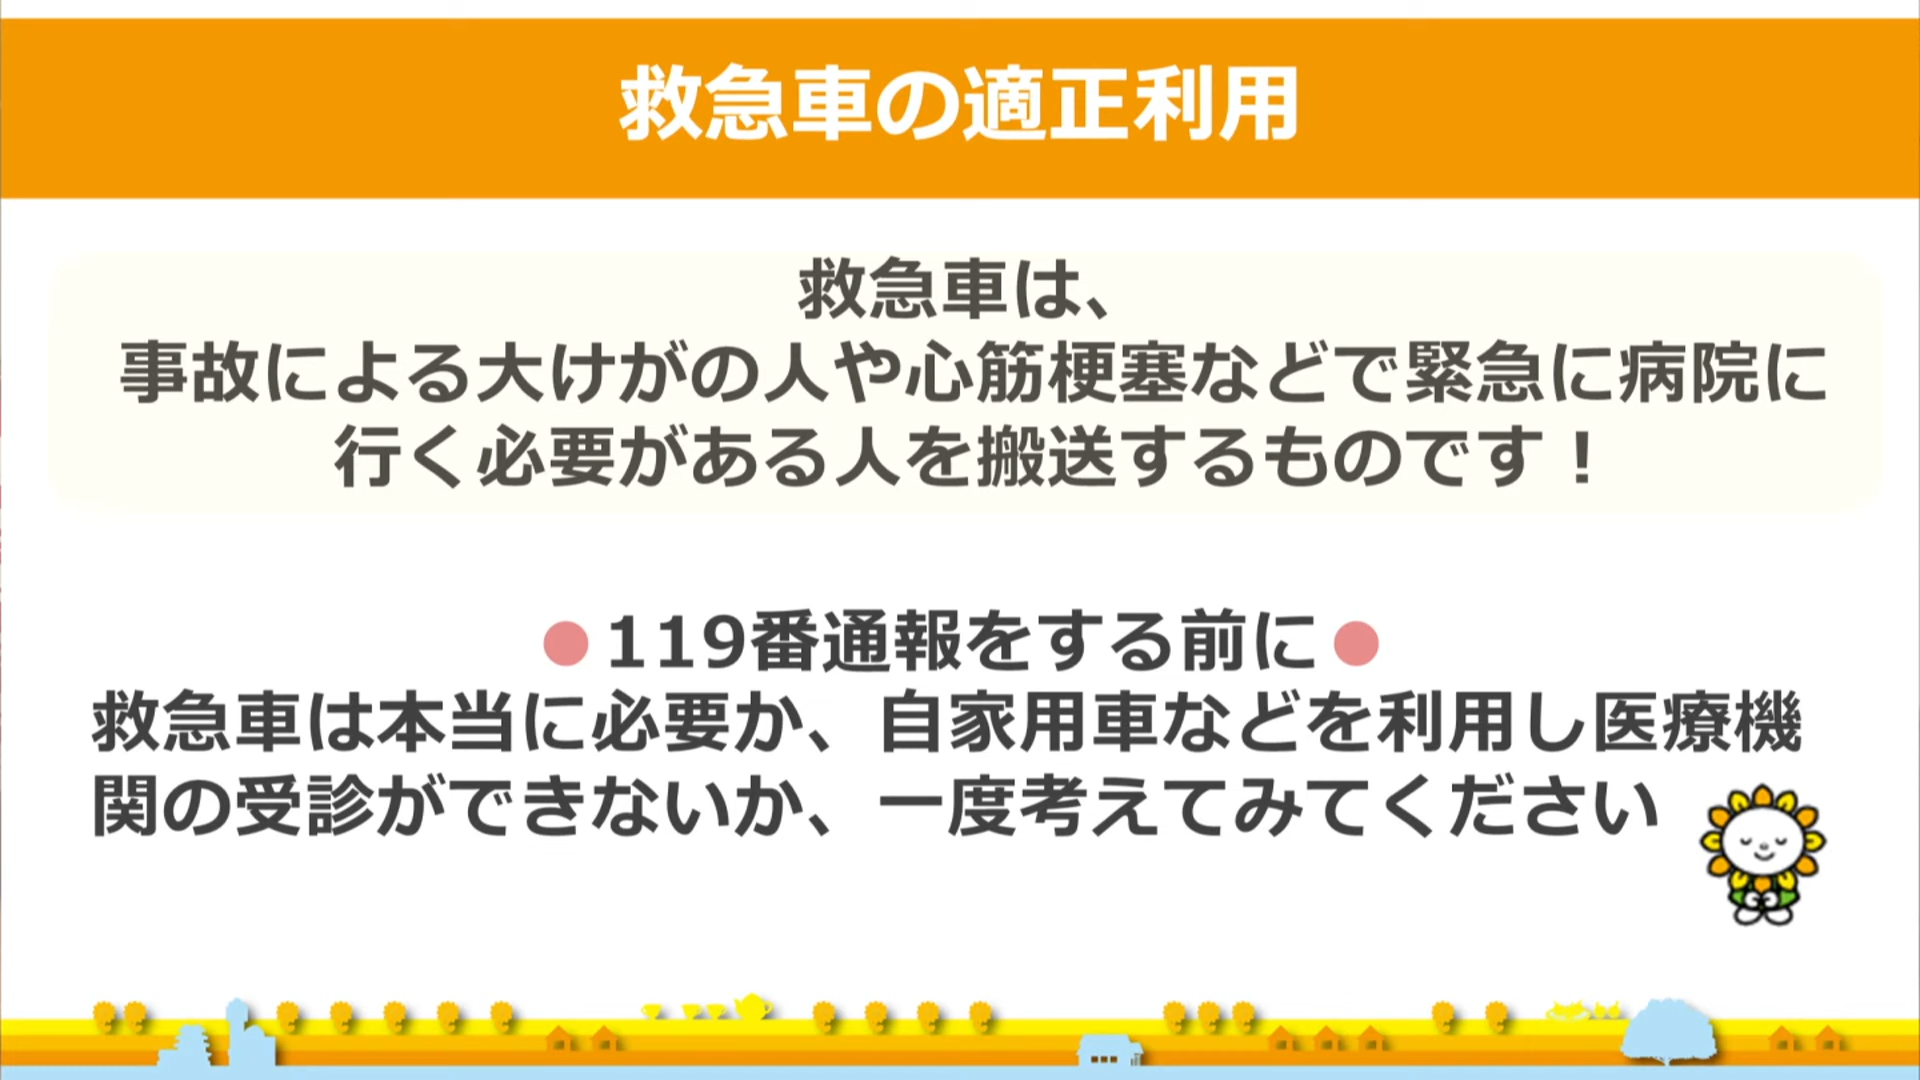 救急車の適正利用
救急車は、
事故による大けがの人や心筋梗塞などで緊急に病院に
行く必要がある人を搬送するものです！
●119番通報をする前に●
救急車は本当に必要か、自家用車などを利用し医療機
関の受診ができないか、一度考えてみてください